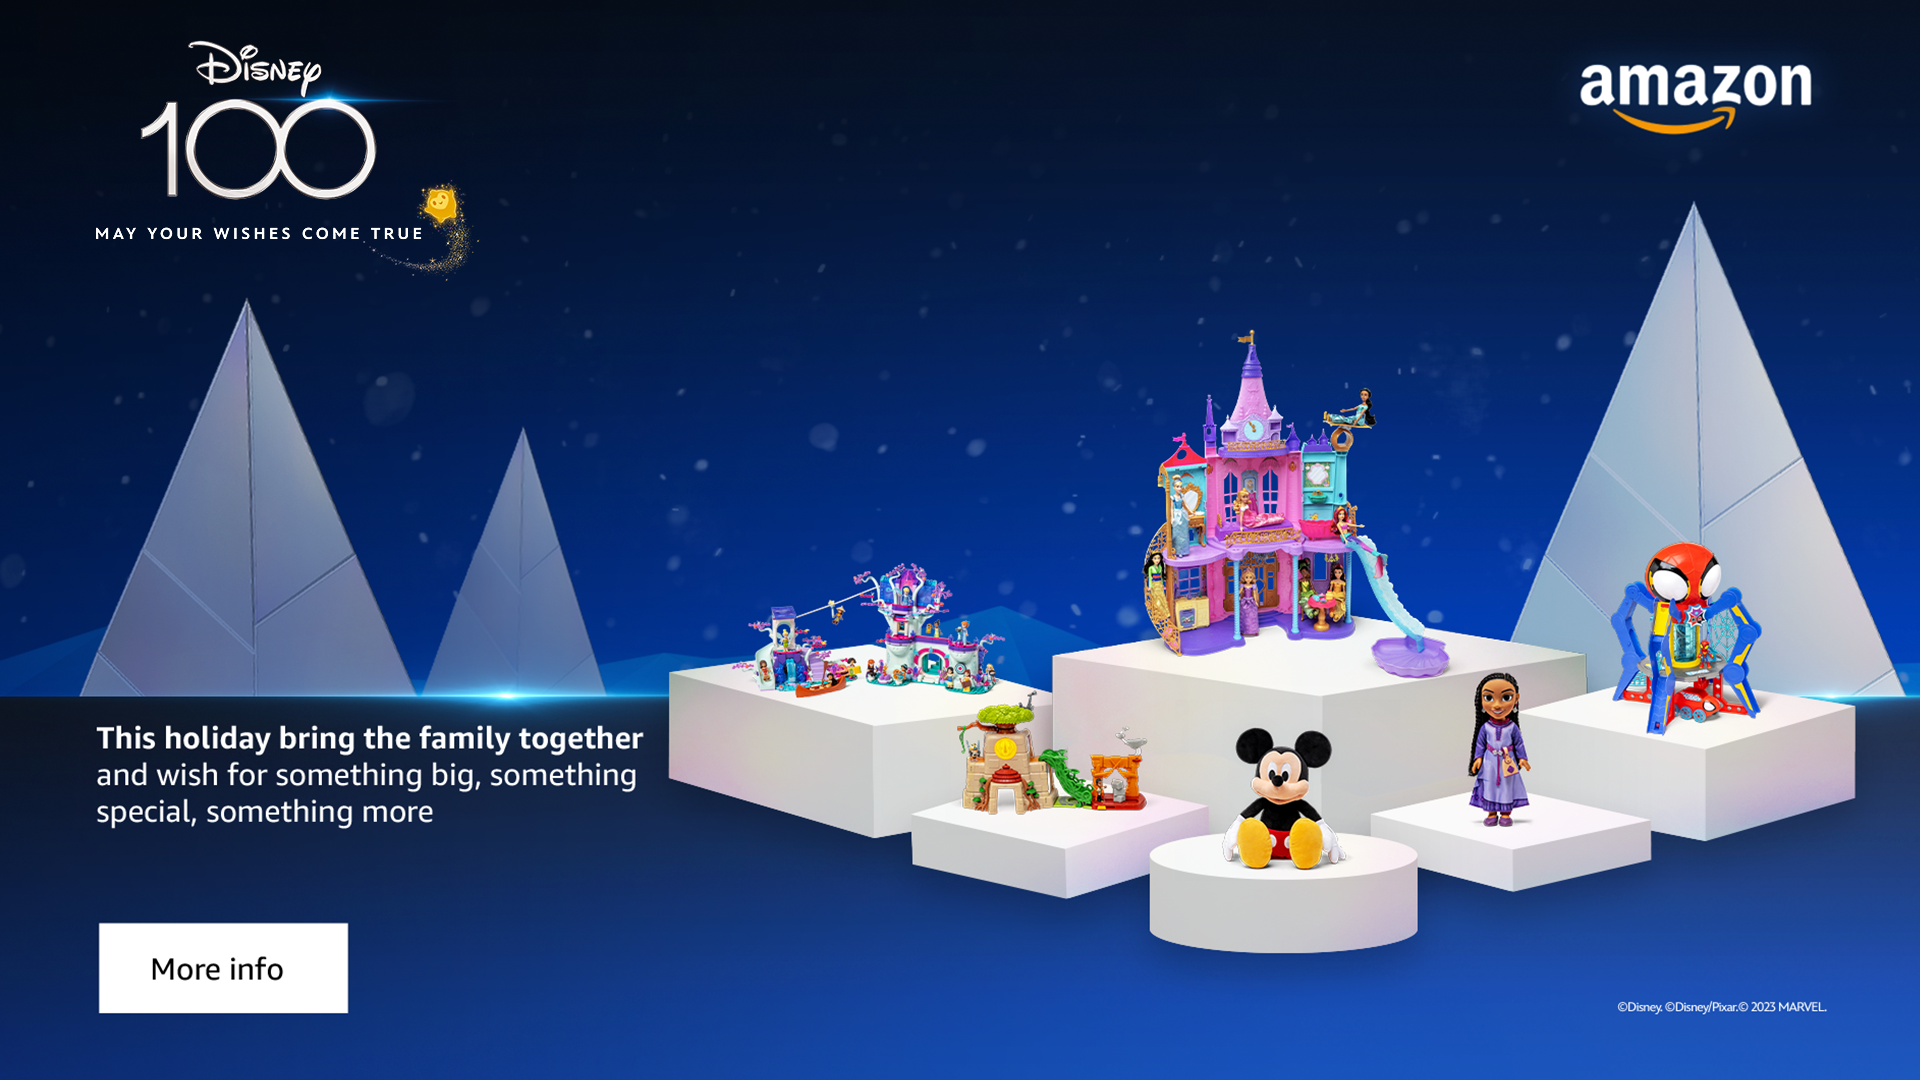 Disney
100
MAY YOUR WISHES COME TRUE
amazon
This holiday bring the family together
and wish for something big, something
special, something more
More info
©Disney. ©Disney/Pixar.© 2023 MARVEL.